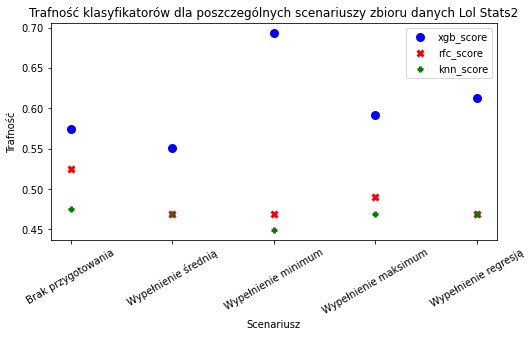 Trafność klasyfikatorów dla poszczególnych scenariuszy zbioru danych Lol Stats2
xgb_score
rfc_score
knn_score
Trafność
0.70
0.65
0.60
0.55
0.50
0.45
Brak przygotowania
Wypełnienie średnią
Wypełnienie minimum
Wypełnienie maksimum
Wypełnienie regresją
Scenariusz